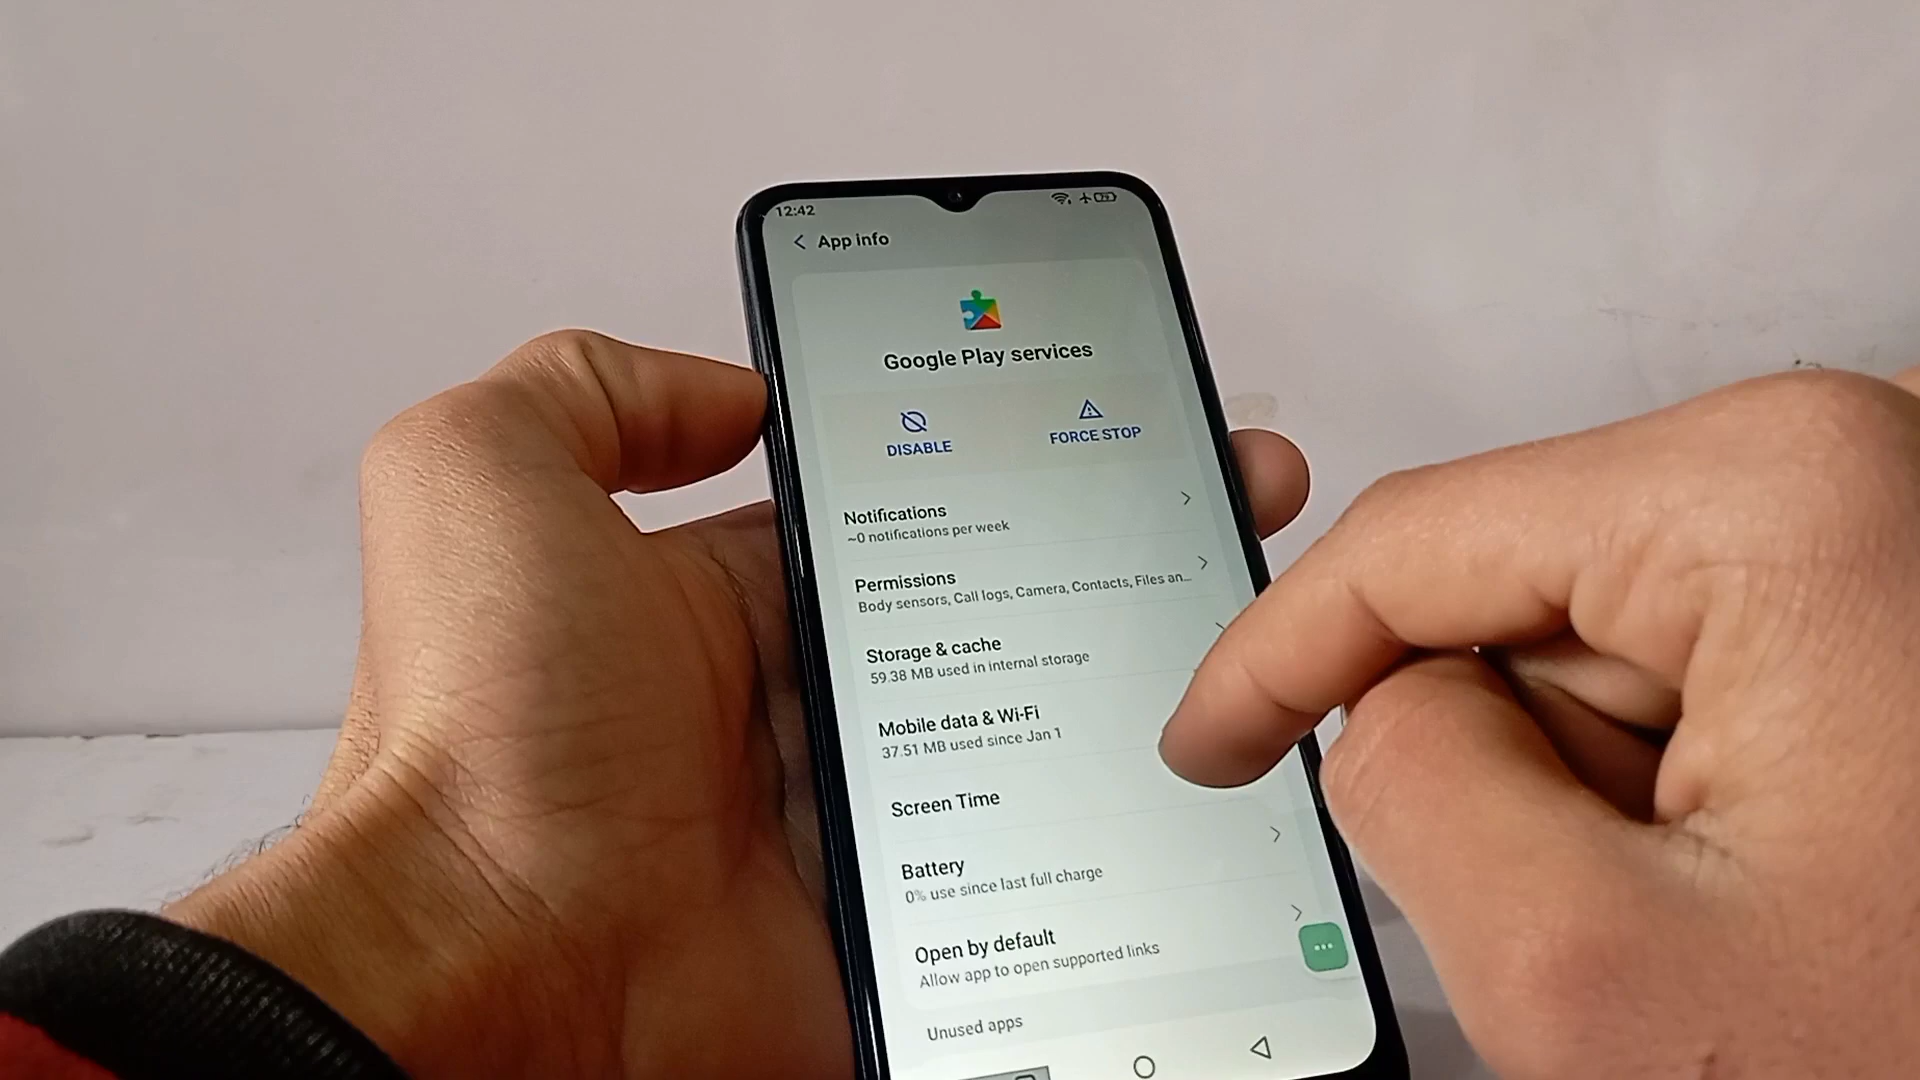 12:42
App info
Google Play services
DISABLE
FORCE STOP
Notifications
~0 notifications per week
Permissions
Body sensors, Call logs, Camera, Contacts, Files an...
Storage & cache
59.38 MB used in internal storage
Mobile data & Wi-Fi
37.51 MB used since Jan 1
Screen Time
Battery
0% use since last full charge
Open by default
Allow app to open supported links
Unused apps